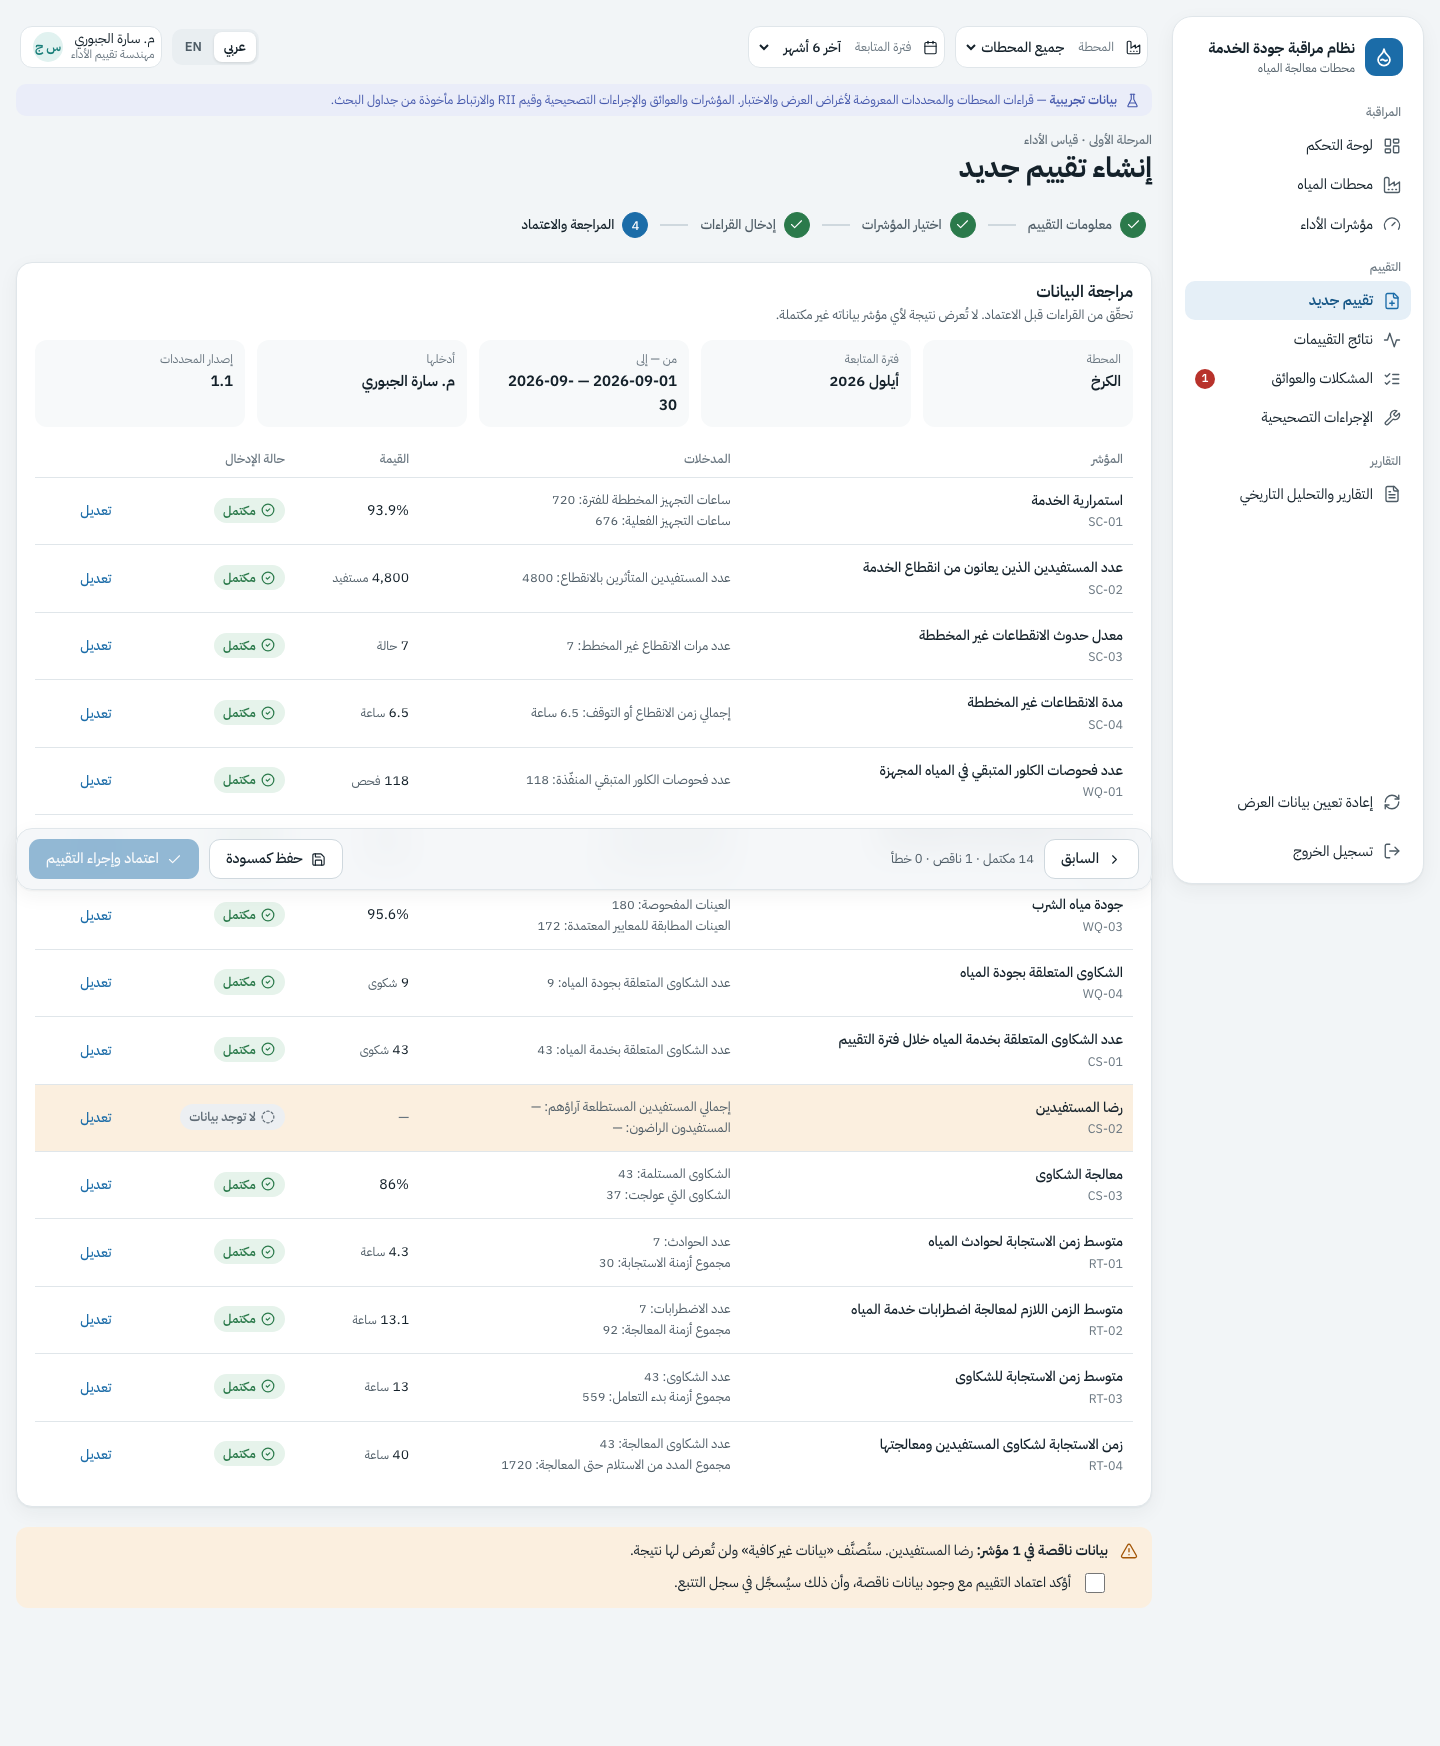 نظام مراقبة جودة الخدمة
محطات معالجة المياه
المراقبة
لوحة التحكم
محطات المياه
مؤشرات الأداء
التقييم
تقييم جديد
نتائج التقييمات
المشكلات والعوائق 1
الإجراءات التصحيحية
التقارير
التقارير والتحليل التاريخي
إعادة تعيين بيانات العرض
تسجيل الخروج
المحطة جميع المحطات
فترة المتابعة آخر 6 أشهر
عربي EN
م. سارة الجبوري
مهندسة تقييم الأداء
س ج
بيانات تجريبية — قراءات المحطات والمحددات المعروضة لأغراض العرض والاختبار. المؤشرات والعوائق والإجراءات التصحيحية وقيم RII والارتباط مأخوذة من جداول البحث.
المرحلة الأولى · قياس الأداء
إنشاء تقييم جديد
معلومات التقييم
اختيار المؤشرات
إدخال القراءات
4 المراجعة والاعتماد
مراجعة البيانات
تحقّق من القراءات قبل الاعتماد. لا تُعرض نتيجة لأي مؤشر بياناته غير مكتملة.
المحطة
الكرخ
فترة المتابعة
أيلول 2026
من — إلى
2026-09-01 — 2026-09-
30
أدخلها
م. سارة الجبوري
إصدار المحددات
1.1
المؤشر المدخلات القيمة حالة الإدخال
استمرارية الخدمة
SC-01
ساعات التجهيز المخططة للفترة: 720
ساعات التجهيز الفعلية: 676
93.9%
مكتمل
تعديل
عدد المستفيدين الذين يعانون من انقطاع الخدمة
SC-02
عدد المستفيدين المتأثرين بالانقطاع: 4800
4,800 مستفيد
مكتمل
تعديل
معدل حدوث الانقطاعات غير المخططة
SC-03
عدد مرات الانقطاع غير المخطط: 7
7 حالة
مكتمل
تعديل
مدة الانقطاعات غير المخططة
SC-04
إجمالي زمن الانقطاع أو التوقف: 6.5 ساعة
6.5 ساعة
مكتمل
تعديل
عدد فحوصات الكلور المتبقي في المياه المجهزة
WQ-01
عدد فحوصات الكلور المتبقي المنفّذة: 118
118 فحص
مكتمل
تعديل
السابق
14 مكتمل · 1 ناقص · 0 خطأ
حفظ كمسودة
اعتماد وإجراء التقييم
جودة مياه الشرب
WQ-03
العينات المفحوصة: 180
العينات المطابقة للمعايير المعتمدة: 172
95.6%
مكتمل
تعديل
الشكاوى المتعلقة بجودة المياه
WQ-04
عدد الشكاوى المتعلقة بجودة المياه: 9
9 شكوى
مكتمل
تعديل
عدد الشكاوى المتعلقة بخدمة المياه خلال فترة التقييم
CS-01
عدد الشكاوى المتعلقة بخدمة المياه: 43
43 شكوى
مكتمل
تعديل
رضا المستفيدين
CS-02
إجمالي المستفيدين المستطلعة آراؤهم: —
المستفيدون الراضون: —
—
لا توجد بيانات
تعديل
معالجة الشكاوى
CS-03
الشكاوى المستلمة: 43
الشكاوى التي عولجت: 37
86%
مكتمل
تعديل
متوسط زمن الاستجابة لحوادث المياه
RT-01
عدد الحوادث: 7
مجموع أزمنة الاستجابة: 30
4.3 ساعة
مكتمل
تعديل
متوسط الزمن اللازم لمعالجة اضطرابات خدمة المياه
RT-02
عدد الاضطرابات: 7
مجموع أزمنة المعالجة: 92
13.1 ساعة
مكتمل
تعديل
متوسط زمن الاستجابة للشكاوى
RT-03
عدد الشكاوى: 43
مجموع أزمنة بدء التعامل: 559
13 ساعة
مكتمل
تعديل
زمن الاستجابة لشكاوى المستفيدين ومعالجتها
RT-04
عدد الشكاوى المعالجة: 43
مجموع المدد من الاستلام حتى المعالجة: 1720
40 ساعة
مكتمل
تعديل
بيانات ناقصة في 1 مؤشر: رضا المستفيدين. ستُصنَّف «بيانات غير كافية» ولن تُعرض لها نتيجة.
أؤكد اعتماد التقييم مع وجود بيانات ناقصة، وأن ذلك سيُسجَّل في سجل التتبع.